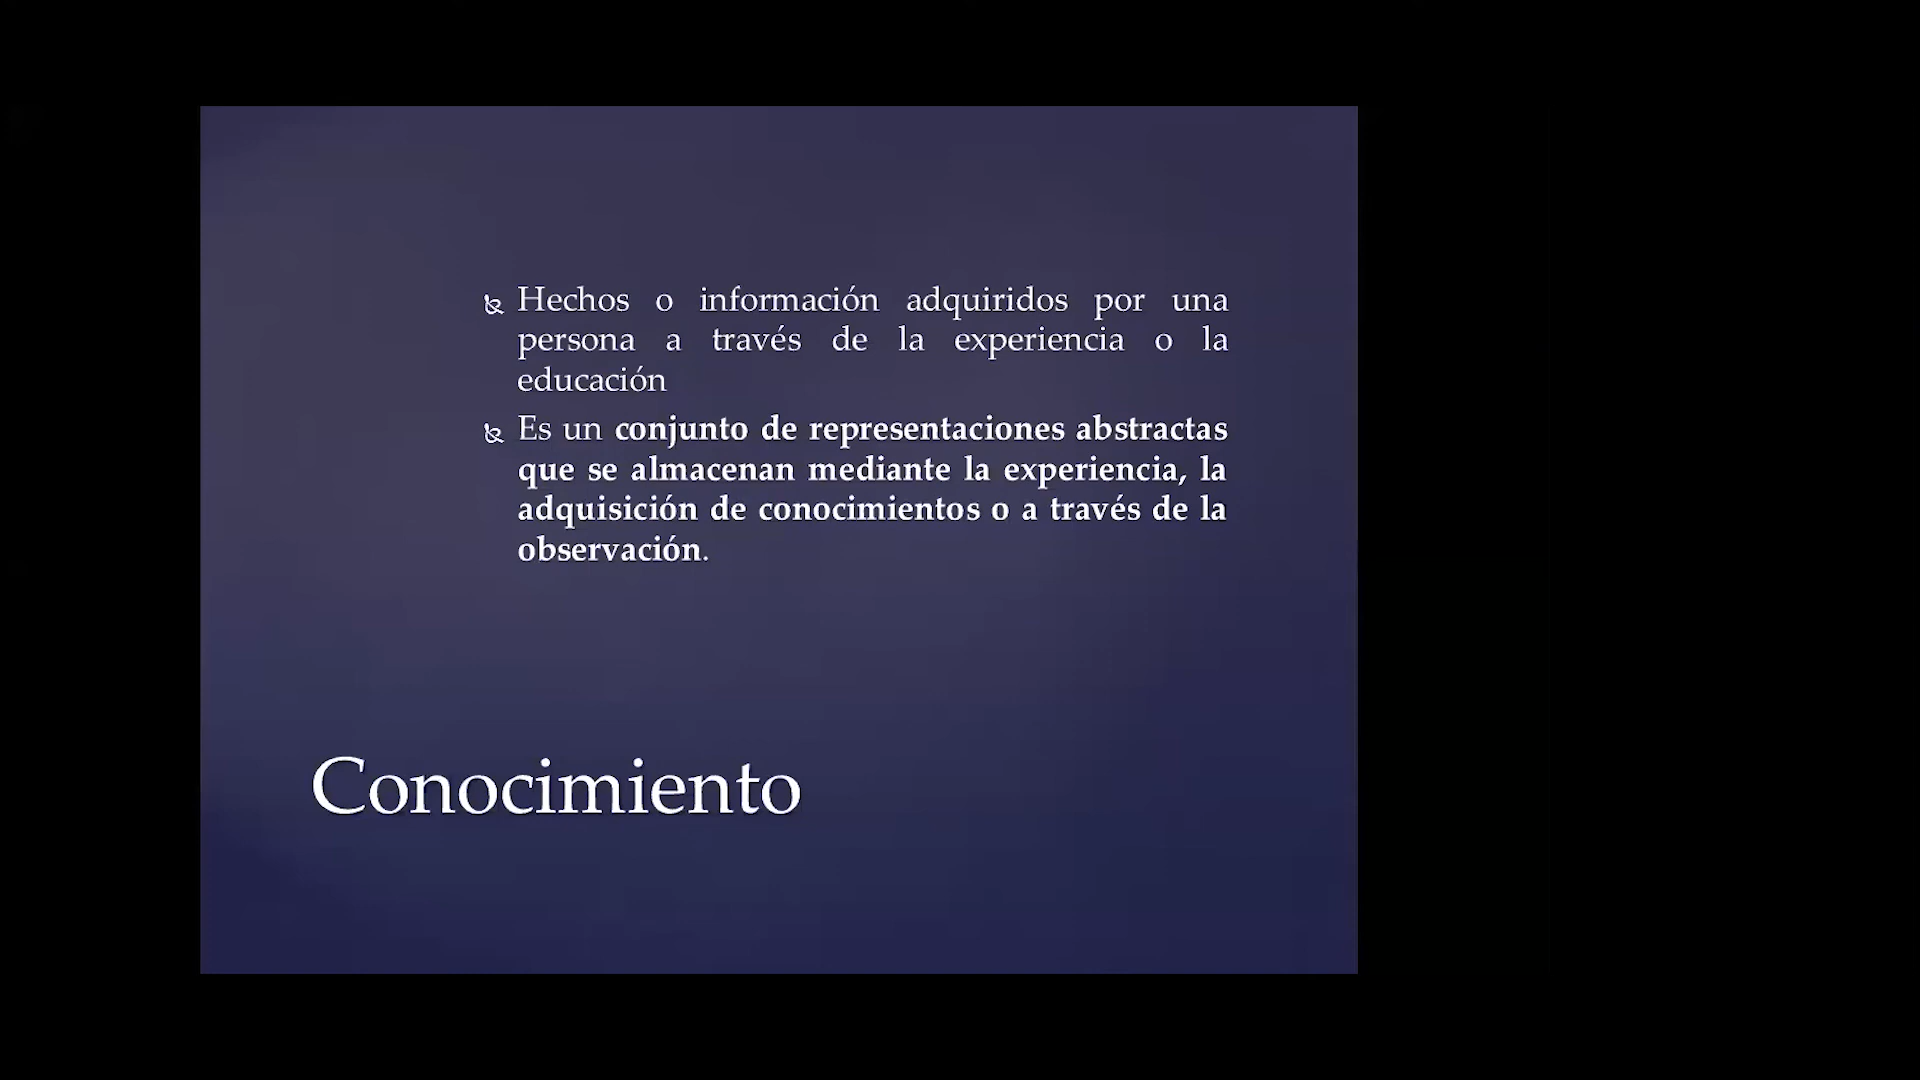 Hechos o información adquiridos por una
persona a través de la experiencia o la
educación
Es un conjunto de representaciones abstractas
que se almacenan mediante la experiencia, la
adquisición de conocimientos o a través de la
observación.
Conocimiento